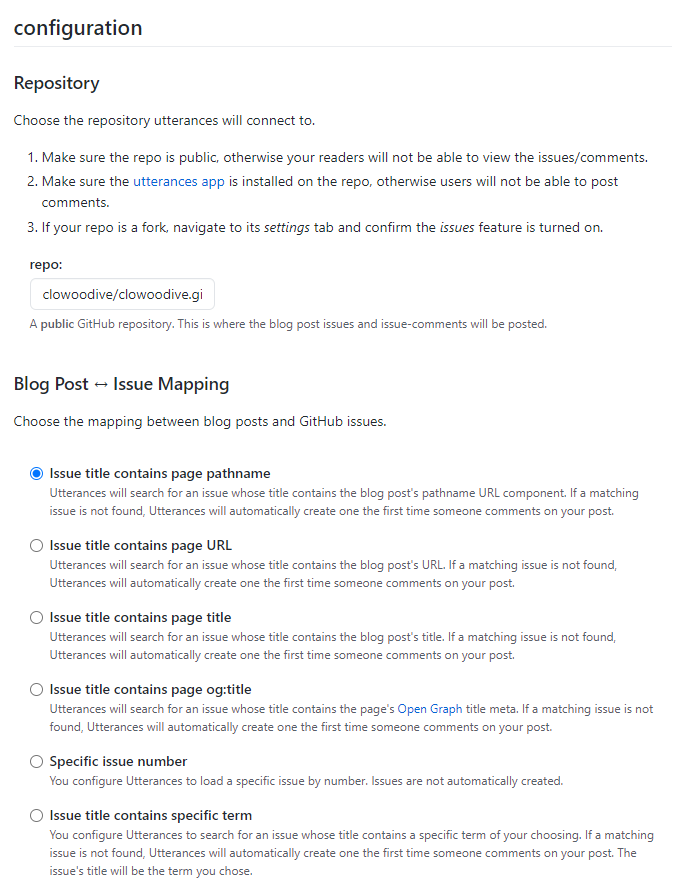 configuration
Repository
Choose the repository utterances will connect to.
1. Make sure the repo is public, otherwise your readers will not be able to view the issues/comments.
2. Make sure the utterances app is installed on the repo, otherwise users will not be able to post
comments.
3. If your repo is a fork, navigate to its settings tab and confirm the issues feature is turned on.
repo:
clowoodive/clowoodive.gi
A public GitHub repository. This is where the blog post issues and issue-comments will be posted.
Blog Post ↔ Issue Mapping
Choose the mapping between blog posts and GitHub issues.
Issue title contains page pathname
Utterances will search for an issue whose title contains the blog post's pathname URL component. If a matching
issue is not found, Utterances will automatically create one the first time someone comments on your post.
Issue title contains page URL
Utterances will search for an issue whose title contains the blog post's URL. If a matching issue is not found,
Utterances will automatically create one the first time someone comments on your post.
Issue title contains page title
Utterances will search for an issue whose title contains the blog post's title. If a matching issue is not found,
Utterances will automatically create one the first time someone comments on your post.
Issue title contains page og:title
Utterances will search for an issue whose title contains the page's Open Graph title meta. If a matching issue is not
found, Utterances will automatically create one the first time someone comments on your post.
Specific issue number
You configure Utterances to load a specific issue by number. Issues are not automatically created.
Issue title contains specific term
You configure Utterances to search for an issue whose title contains a specific term of your choosing. If a matching
issue is not found, Utterances will automatically create one the first time someone comments on your post. The
issue's title will be the term you chose.